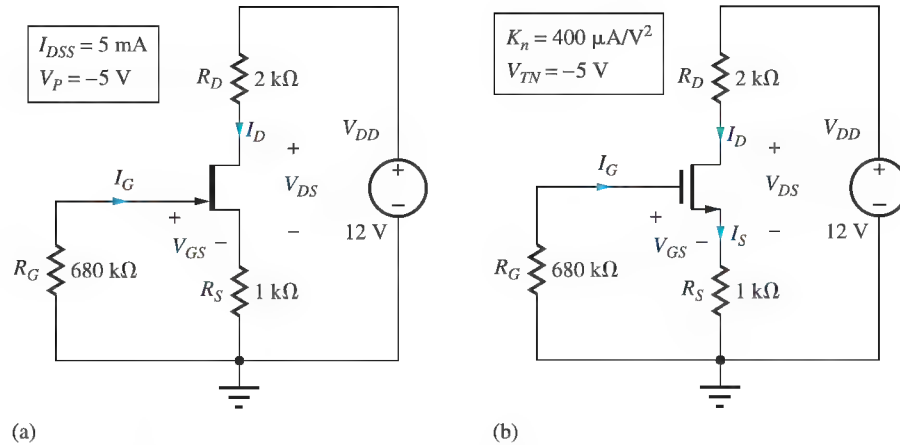 I_DSS = 5 mA
V_P = −5 V
R_D
2 kΩ
I_D
V_DD
I_G
+
V_DS
+
+
V_GS −
−
−
12 V
R_G
680 kΩ
R_S
1 kΩ
(a)
K_n = 400 μA/V²
V_TN = −5 V
R_D
2 kΩ
I_D
V_DD
I_G
+
V_DS
+
+
V_GS −
I_S
−
−
12 V
R_G
680 kΩ
R_S
1 kΩ
(b)